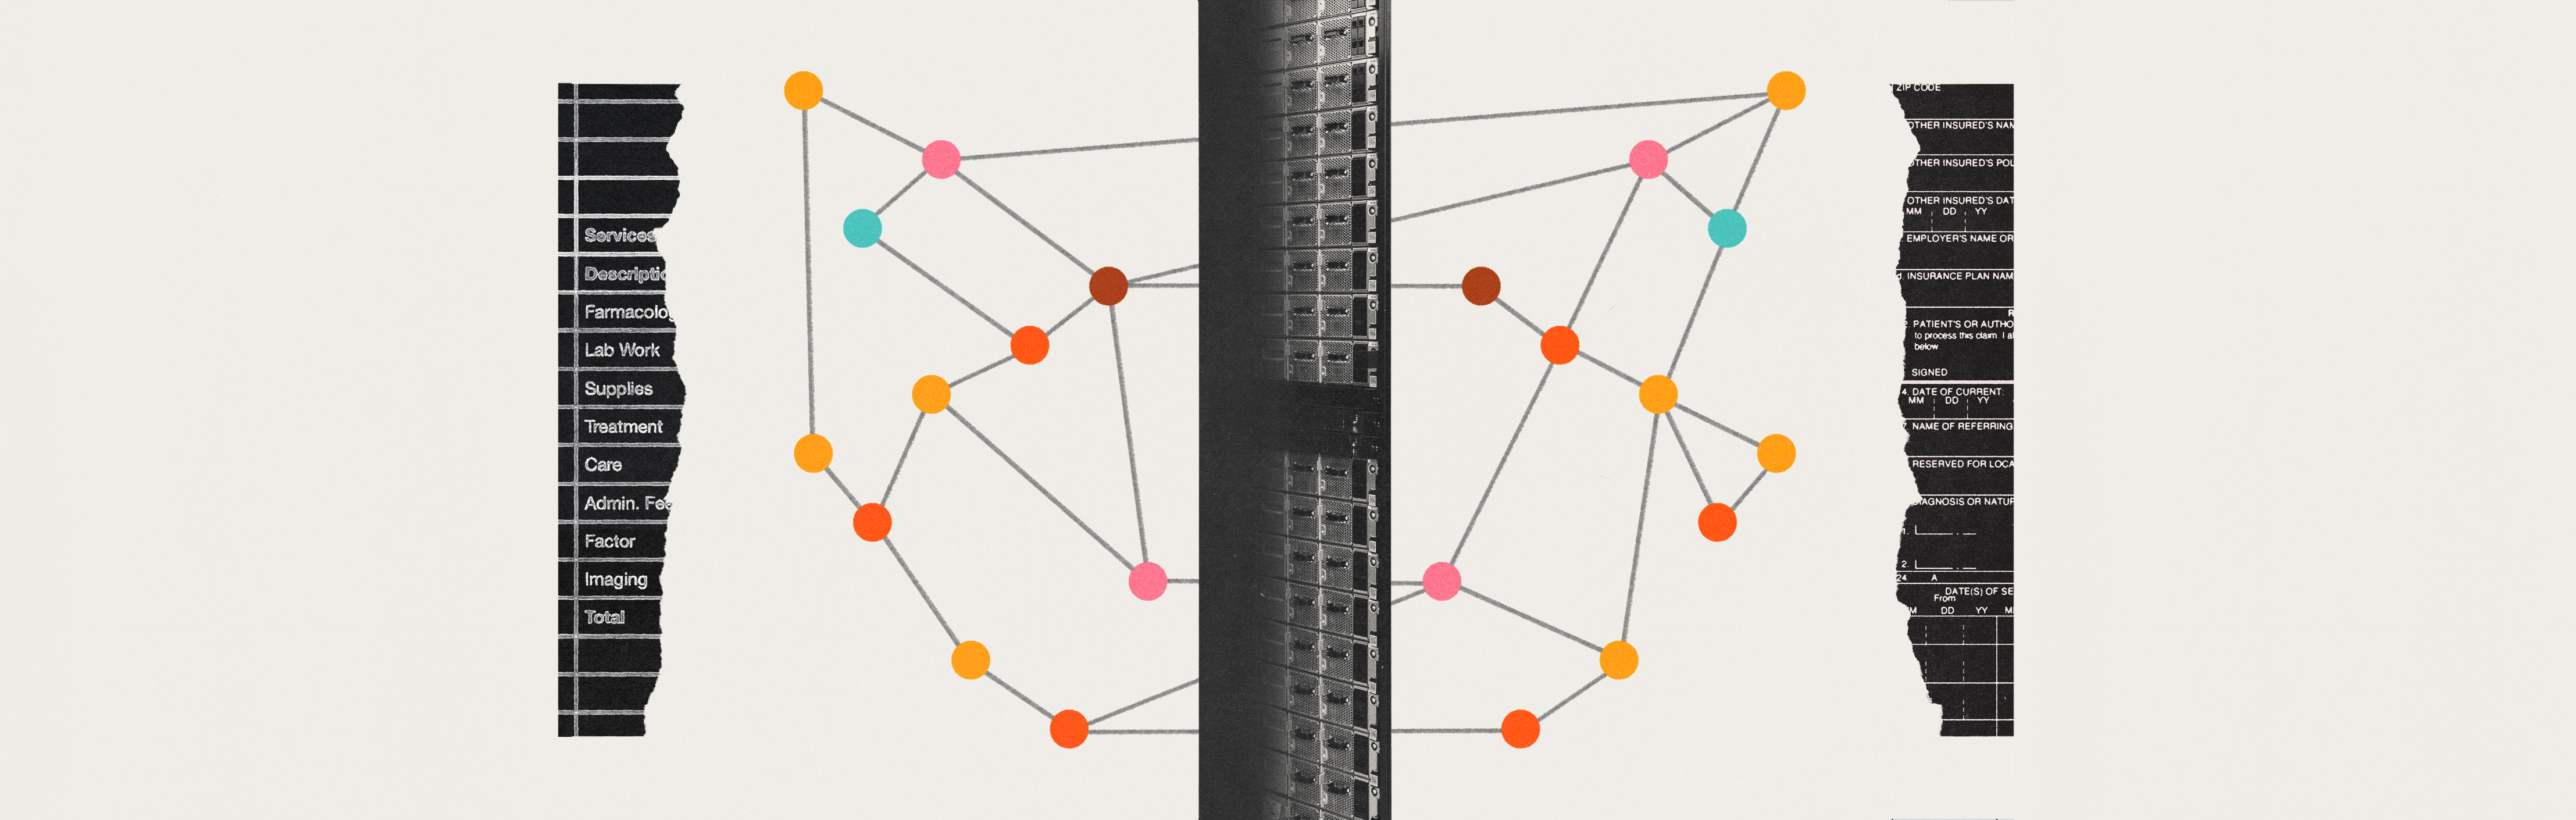 Services
Descriptio
Farmacolog
Lab Work
Supplies
Treatment
Care
Admin. Fee
Factor
Imaging
Total
ZIP CODE
OTHER INSURED'S NAM
OTHER INSURED'S POL
OTHER INSURED'S DAT
MM DD YY
EMPLOYER'S NAME OR
d. INSURANCE PLAN NAM
R
2. PATIENT'S OR AUTHO
to process this claim I al
below
SIGNED
4. DATE OF CURRENT:
MM DD YY
7. NAME OF REFERRING
RESERVED FOR LOCA
DIAGNOSIS OR NATUR
1.
2.
24 A
DATE(S) OF SE
From
M DD YY M